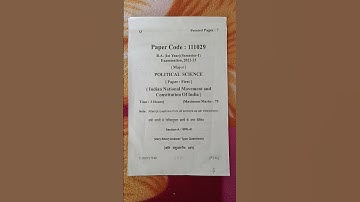 Printed Pages : 7
Paper Code : 111029
B.A. (Ist Year) (Semester-I)
Examination, 2022-23
[ Major ]
POLITICAL SCIENCE
[ Paper : First ]
[ Indian National Movement and
Constitution Of India ]
Time : 3 Hours] [Maximum Marks : 75
Note :
Section-A / खण्ड-अ
(Very Short Answer Type Questions)